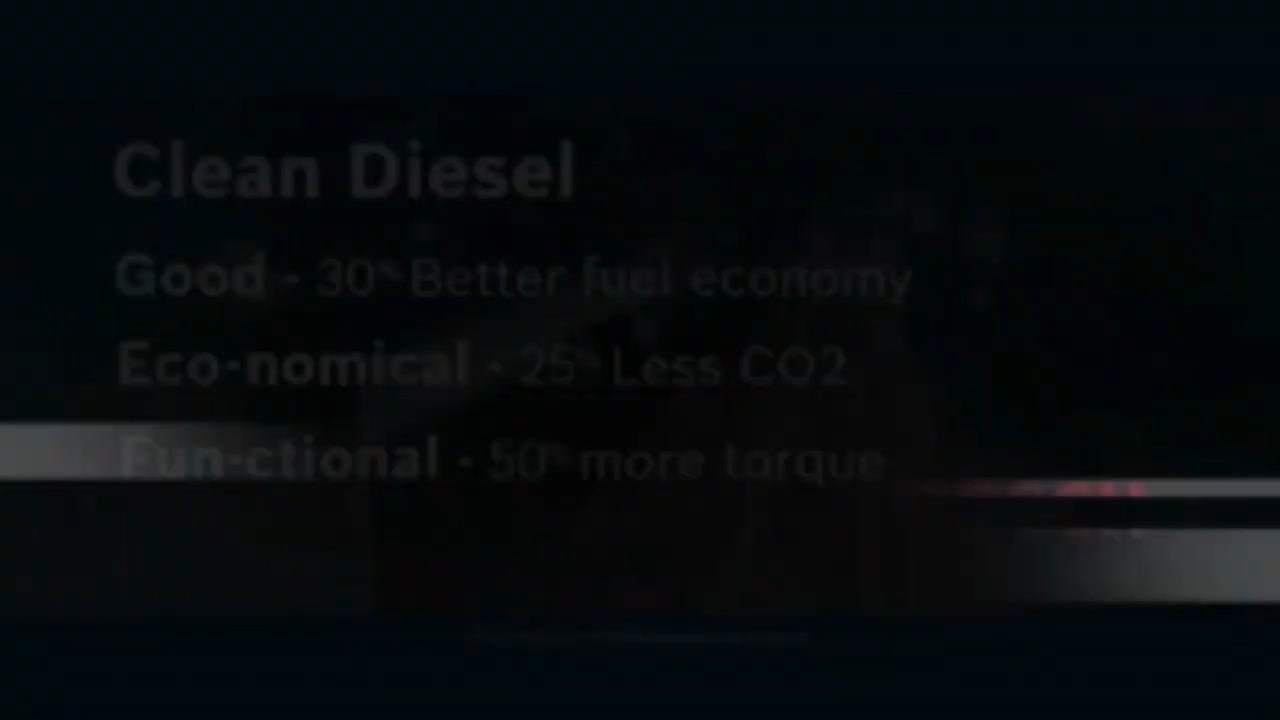 Clean Diesel
Good - 30% Better fuel economy
Eco-nomical - 25% Less CO2
Fun-ctional - 50% more torque